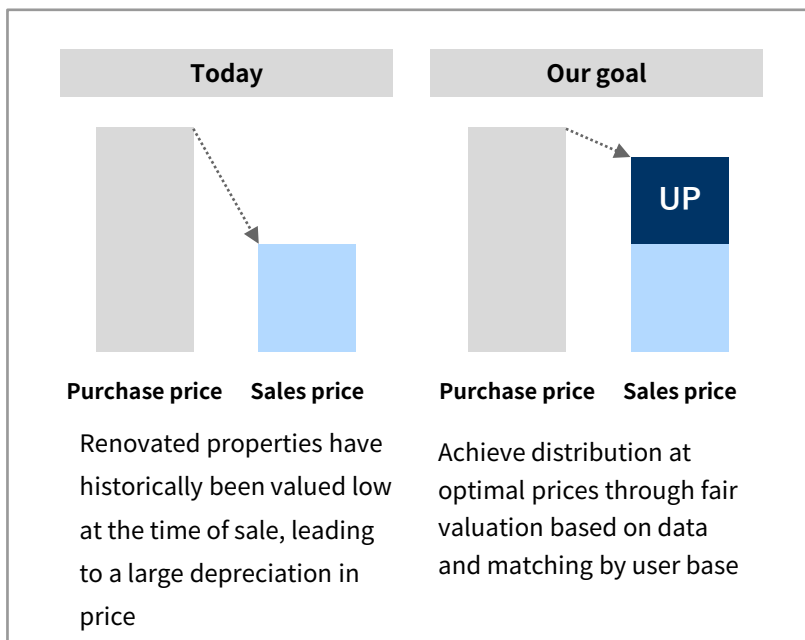 Today
Purchase price Sales price
Renovated properties have
historically been valued low
at the time of sale, leading
to a large depreciation in
price
Our goal
UP
Purchase price Sales price
Achieve distribution at
optimal prices through fair
valuation based on data
and matching by user base